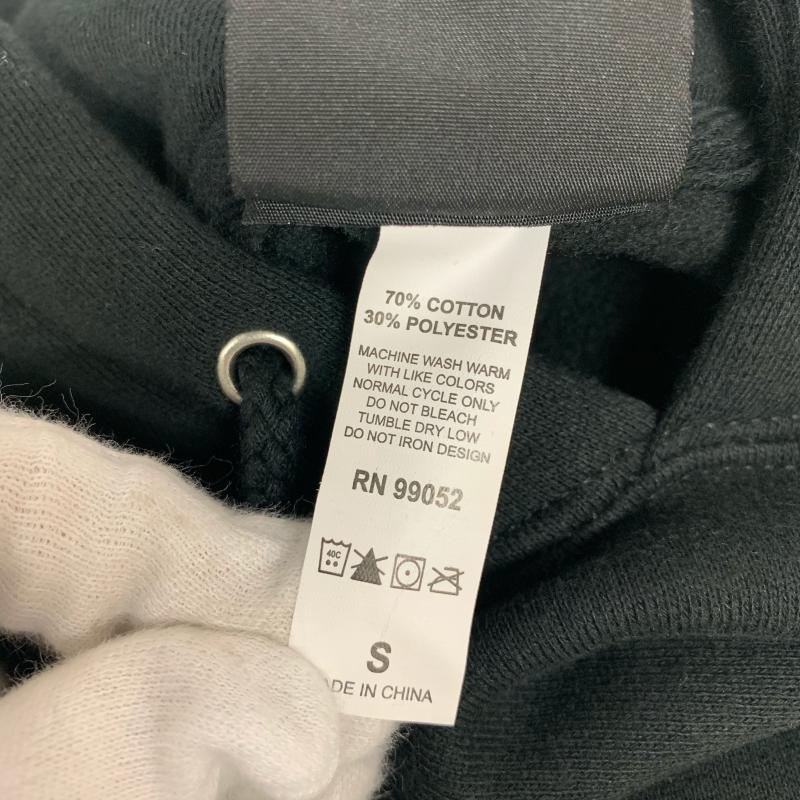 70% COTTON
30% POLYESTER
MACHINE WASH WARM
WITH LIKE COLORS
NORMAL CYCLE ONLY
DO NOT BLEACH
TUMBLE DRY LOW
DO NOT IRON DESIGN
RN 99052
40C
S
ADE IN CHINA